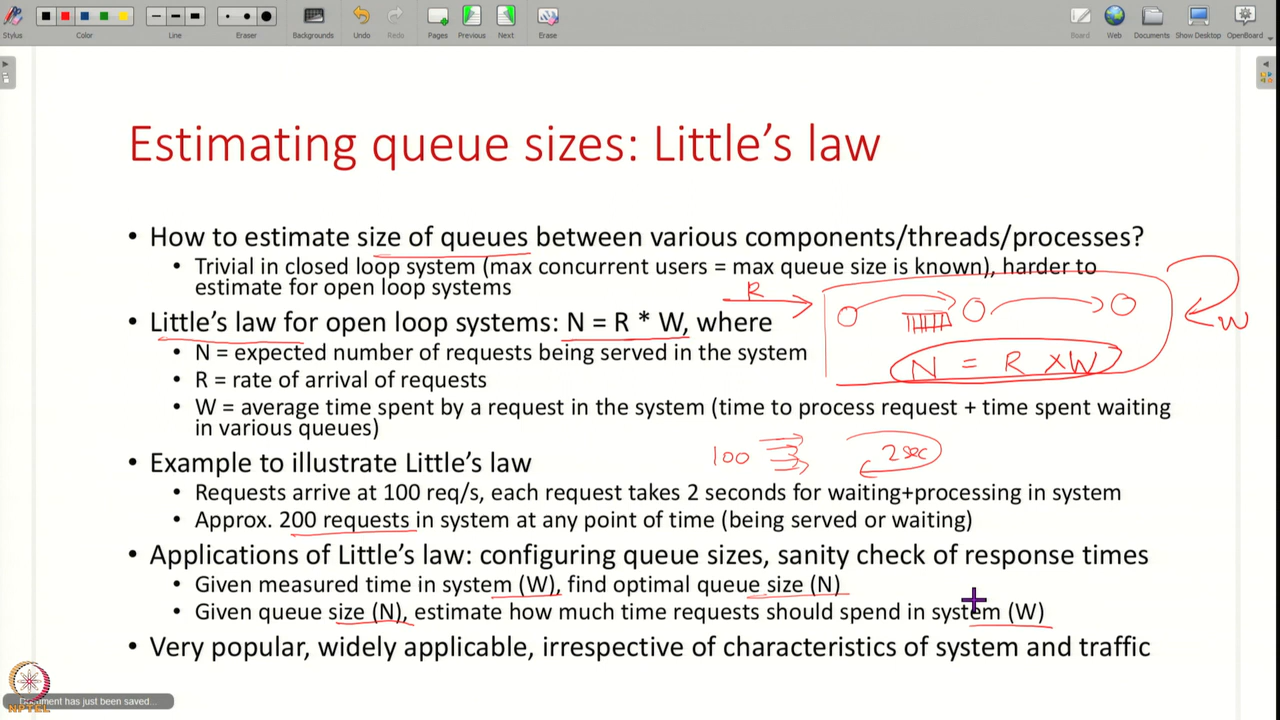 Stylus
Color
Line
Eraser
Backgrounds
Undo
Redo
Pages
Previous
Next
Erase
Board
Web
Documents
Show Desktop
OpenBoard
Estimating queue sizes: Little’s law
• How to estimate size of queues between various components/threads/processes?
• Trivial in closed loop system (max concurrent users = max queue size is known), harder to
estimate for open loop systems
R
• Little’s law for open loop systems: N = R * W, where
W
• N = expected number of requests being served in the system
N = R X W
• R = rate of arrival of requests
• W = average time spent by a request in the system (time to process request + time spent waiting
in various queues)
100
2 sec
• Example to illustrate Little’s law
• Requests arrive at 100 req/s, each request takes 2 seconds for waiting+processing in system
• Approx. 200 requests in system at any point of time (being served or waiting)
• Applications of Little’s law: configuring queue sizes, sanity check of response times
• Given measured time in system (W), find optimal queue size (N)
• Given queue size (N), estimate how much time requests should spend in system (W)
• Very popular, widely applicable, irrespective of characteristics of system and traffic
Document has just been saved...
NPTEL